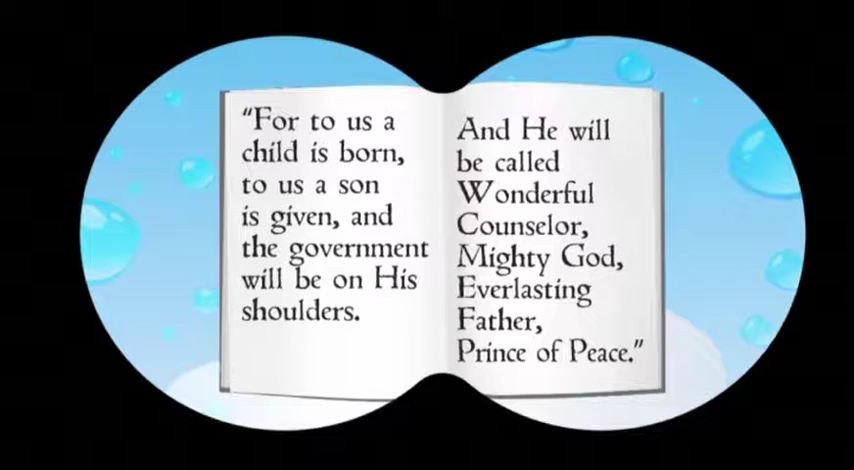 “For to us a
child is born,
to us a son
is given, and
the government
will be on His
shoulders.
And He will
be called
Wonderful
Counselor,
Mighty God,
Everlasting
Father,
Prince of Peace.”